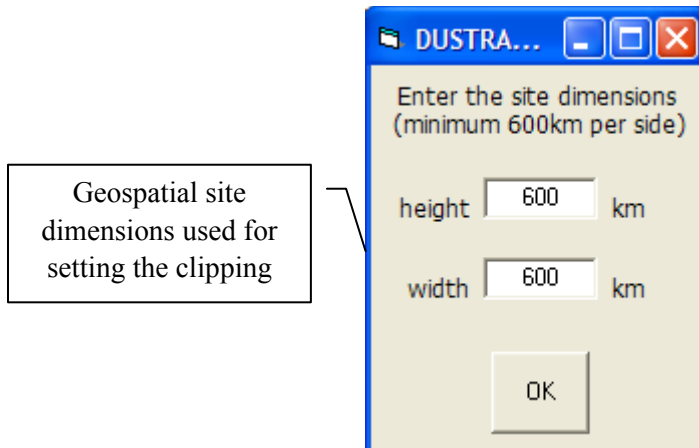 DUSTRA...
Enter the site dimensions
(minimum 600km per side)
Geospatial site
dimensions used for
setting the clipping
height 600 km
width 600 km
OK